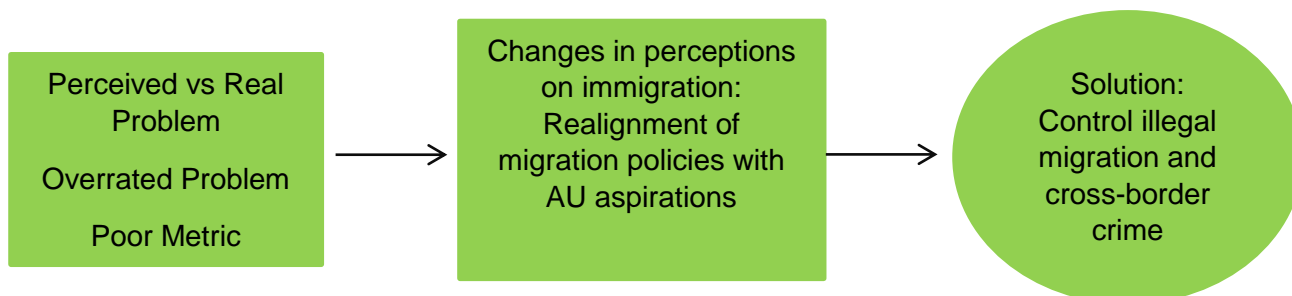 Perceived vs Real
Problem
Overrated Problem
Poor Metric
Changes in perceptions
on immigration:
Realignment of
migration policies with
AU aspirations
Solution:
Control illegal
migration and
cross-border
crime